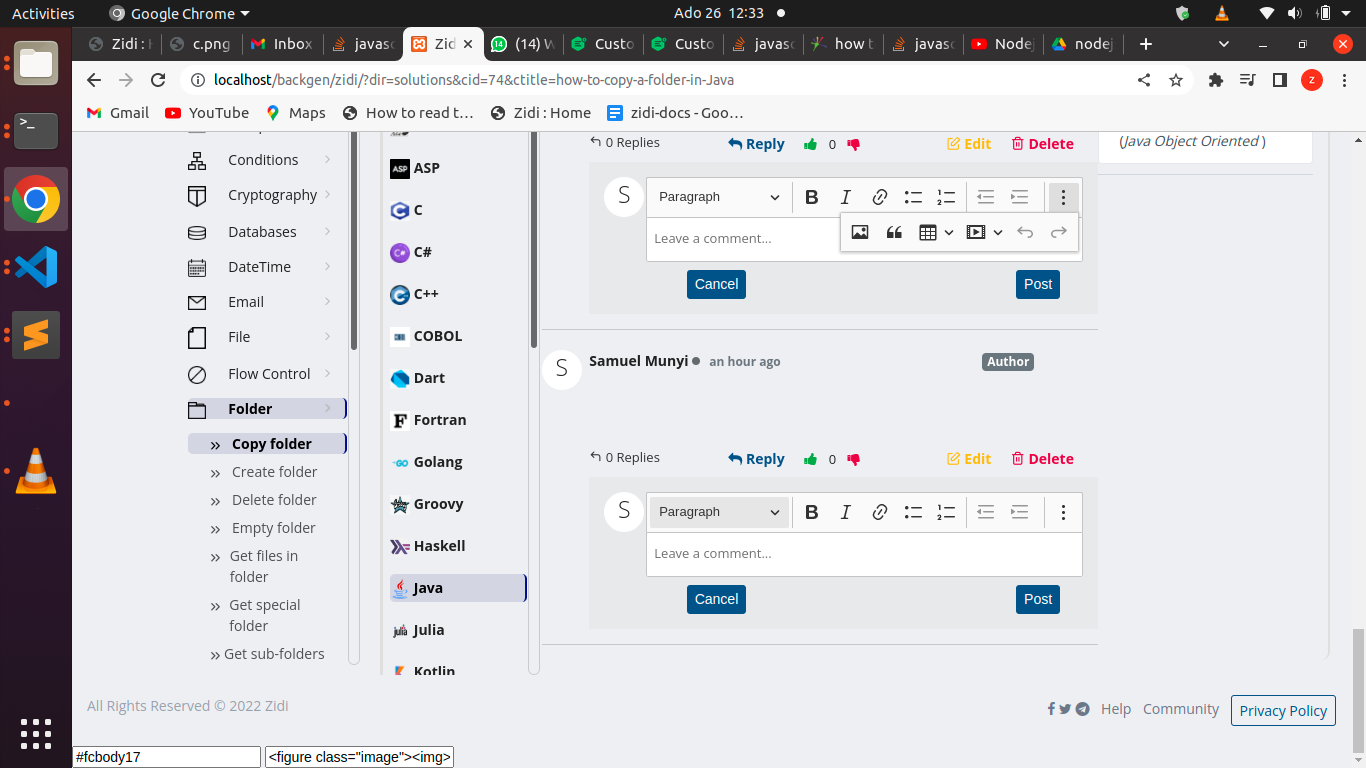 Activities
Google Chrome
Ado 26 12:33
Zidi : H
c.png
Inbox
javasc
Zid
(14) W
Custo
Custo
javasc
how t
javasc
Nodej
nodej
localhost/backgen/zidi/?dir=solutions&cid=74&ctitle=how-to-copy-a-folder-in-Java
z
Gmail
YouTube
Maps
How to read t…
Zidi : Home
zidi-docs - Goo…
Conditions
Cryptography
Databases
DateTime
Email
File
Flow Control
Folder
» Copy folder
» Create folder
» Delete folder
» Empty folder
» Get files in
folder
» Get special
folder
» Get sub-folders
ASP
C
C#
C++
COBOL
Dart
Fortran
Golang
Groovy
Haskell
Java
Julia
Kotlin
0 Replies
Reply
0
Edit
Delete
(Java Object Oriented )
S
Paragraph
B
I
Leave a comment...
Cancel
Post
S
Samuel Munyi
an hour ago
Author
0 Replies
Reply
0
Edit
Delete
S
Paragraph
B
I
Leave a comment...
Cancel
Post
All Rights Reserved © 2022 Zidi
Help
Community
Privacy Policy
#fcbody17
<figure class="image"><img>